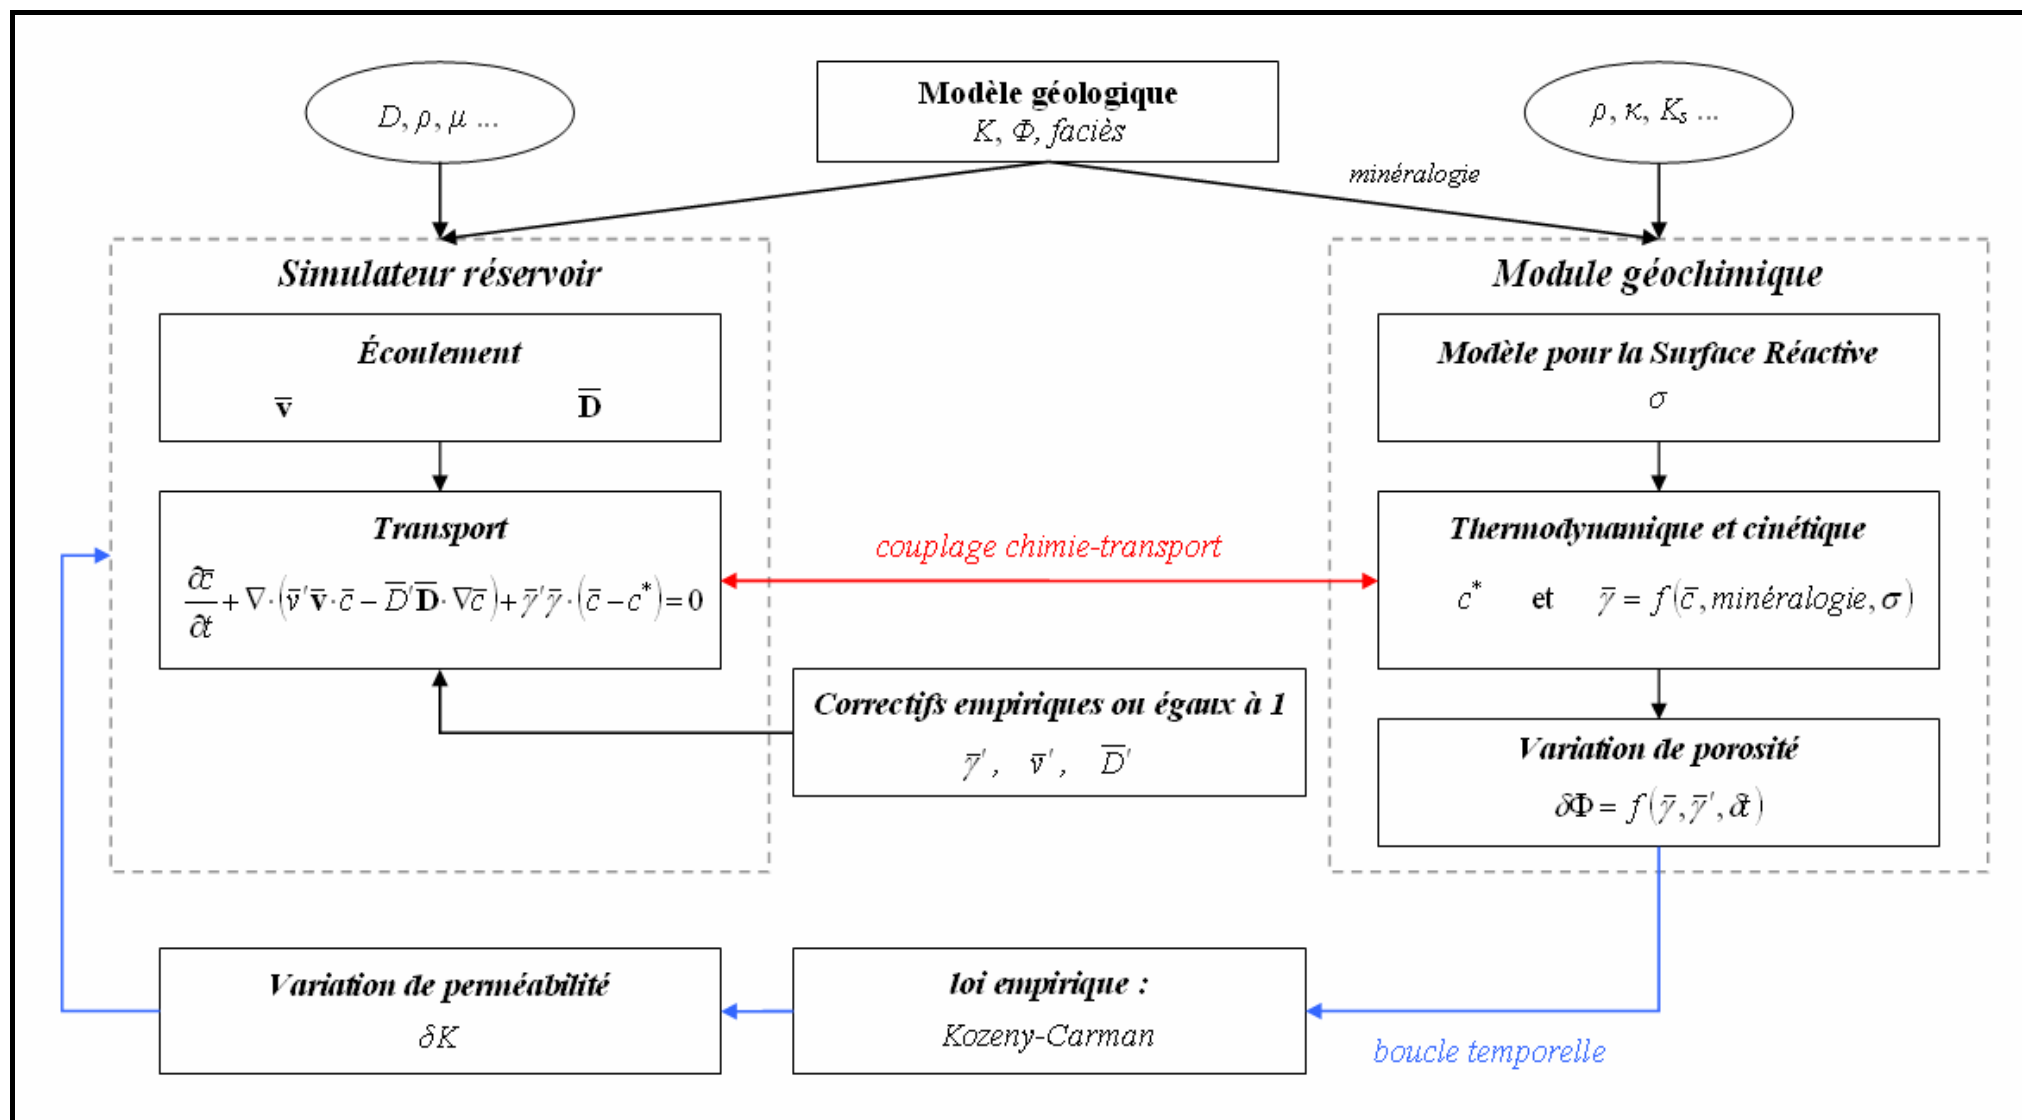 D, ρ, μ ...
Modèle géologique
K, Φ, faciès
ρ, κ, Kₛ ...
minéralogie
Simulateur réservoir
Écoulement
v̅ D̅
Transport
∂c̅/∂t + ∇·(v̅′v̅·c̅ − D̅′D̅·∇c̅) + γ̅′γ̅·(c̅ − c*) = 0
couplage chimie-transport
Module géochimique
Modèle pour la Surface Réactive
σ
Thermodynamique et cinétique
c* et γ̅ = f(c̅, minéralogie, σ)
Correctifs empiriques ou égaux à 1
γ̅′, v̅′, D̅′
Variation de porosité
δΦ = f(γ̅, γ̅′, δt)
Variation de perméabilité
δK
loi empirique :
Kozeny-Carman
boucle temporelle